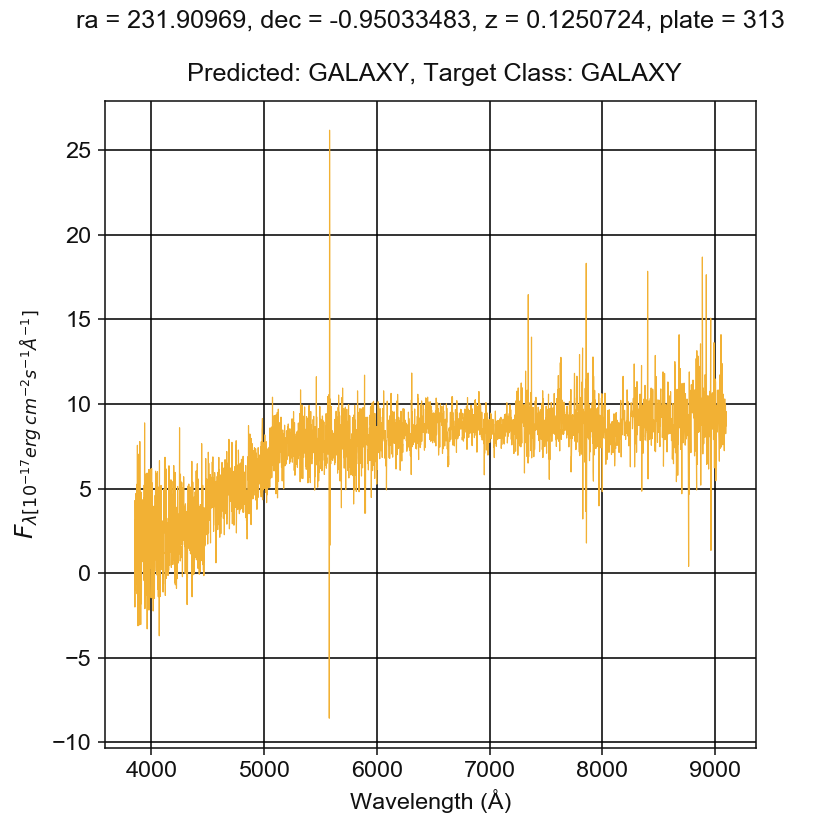 ra = 231.90969, dec = -0.95033483, z = 0.1250724, plate = 313
Predicted: GALAXY, Target Class: GALAXY
25
20
15
10
5
0
−5
−10
F_{λ[10^{−17} erg cm^{−2} s^{−1} Å^{−1}]}
4000 5000 6000 7000 8000 9000
Wavelength (Å)